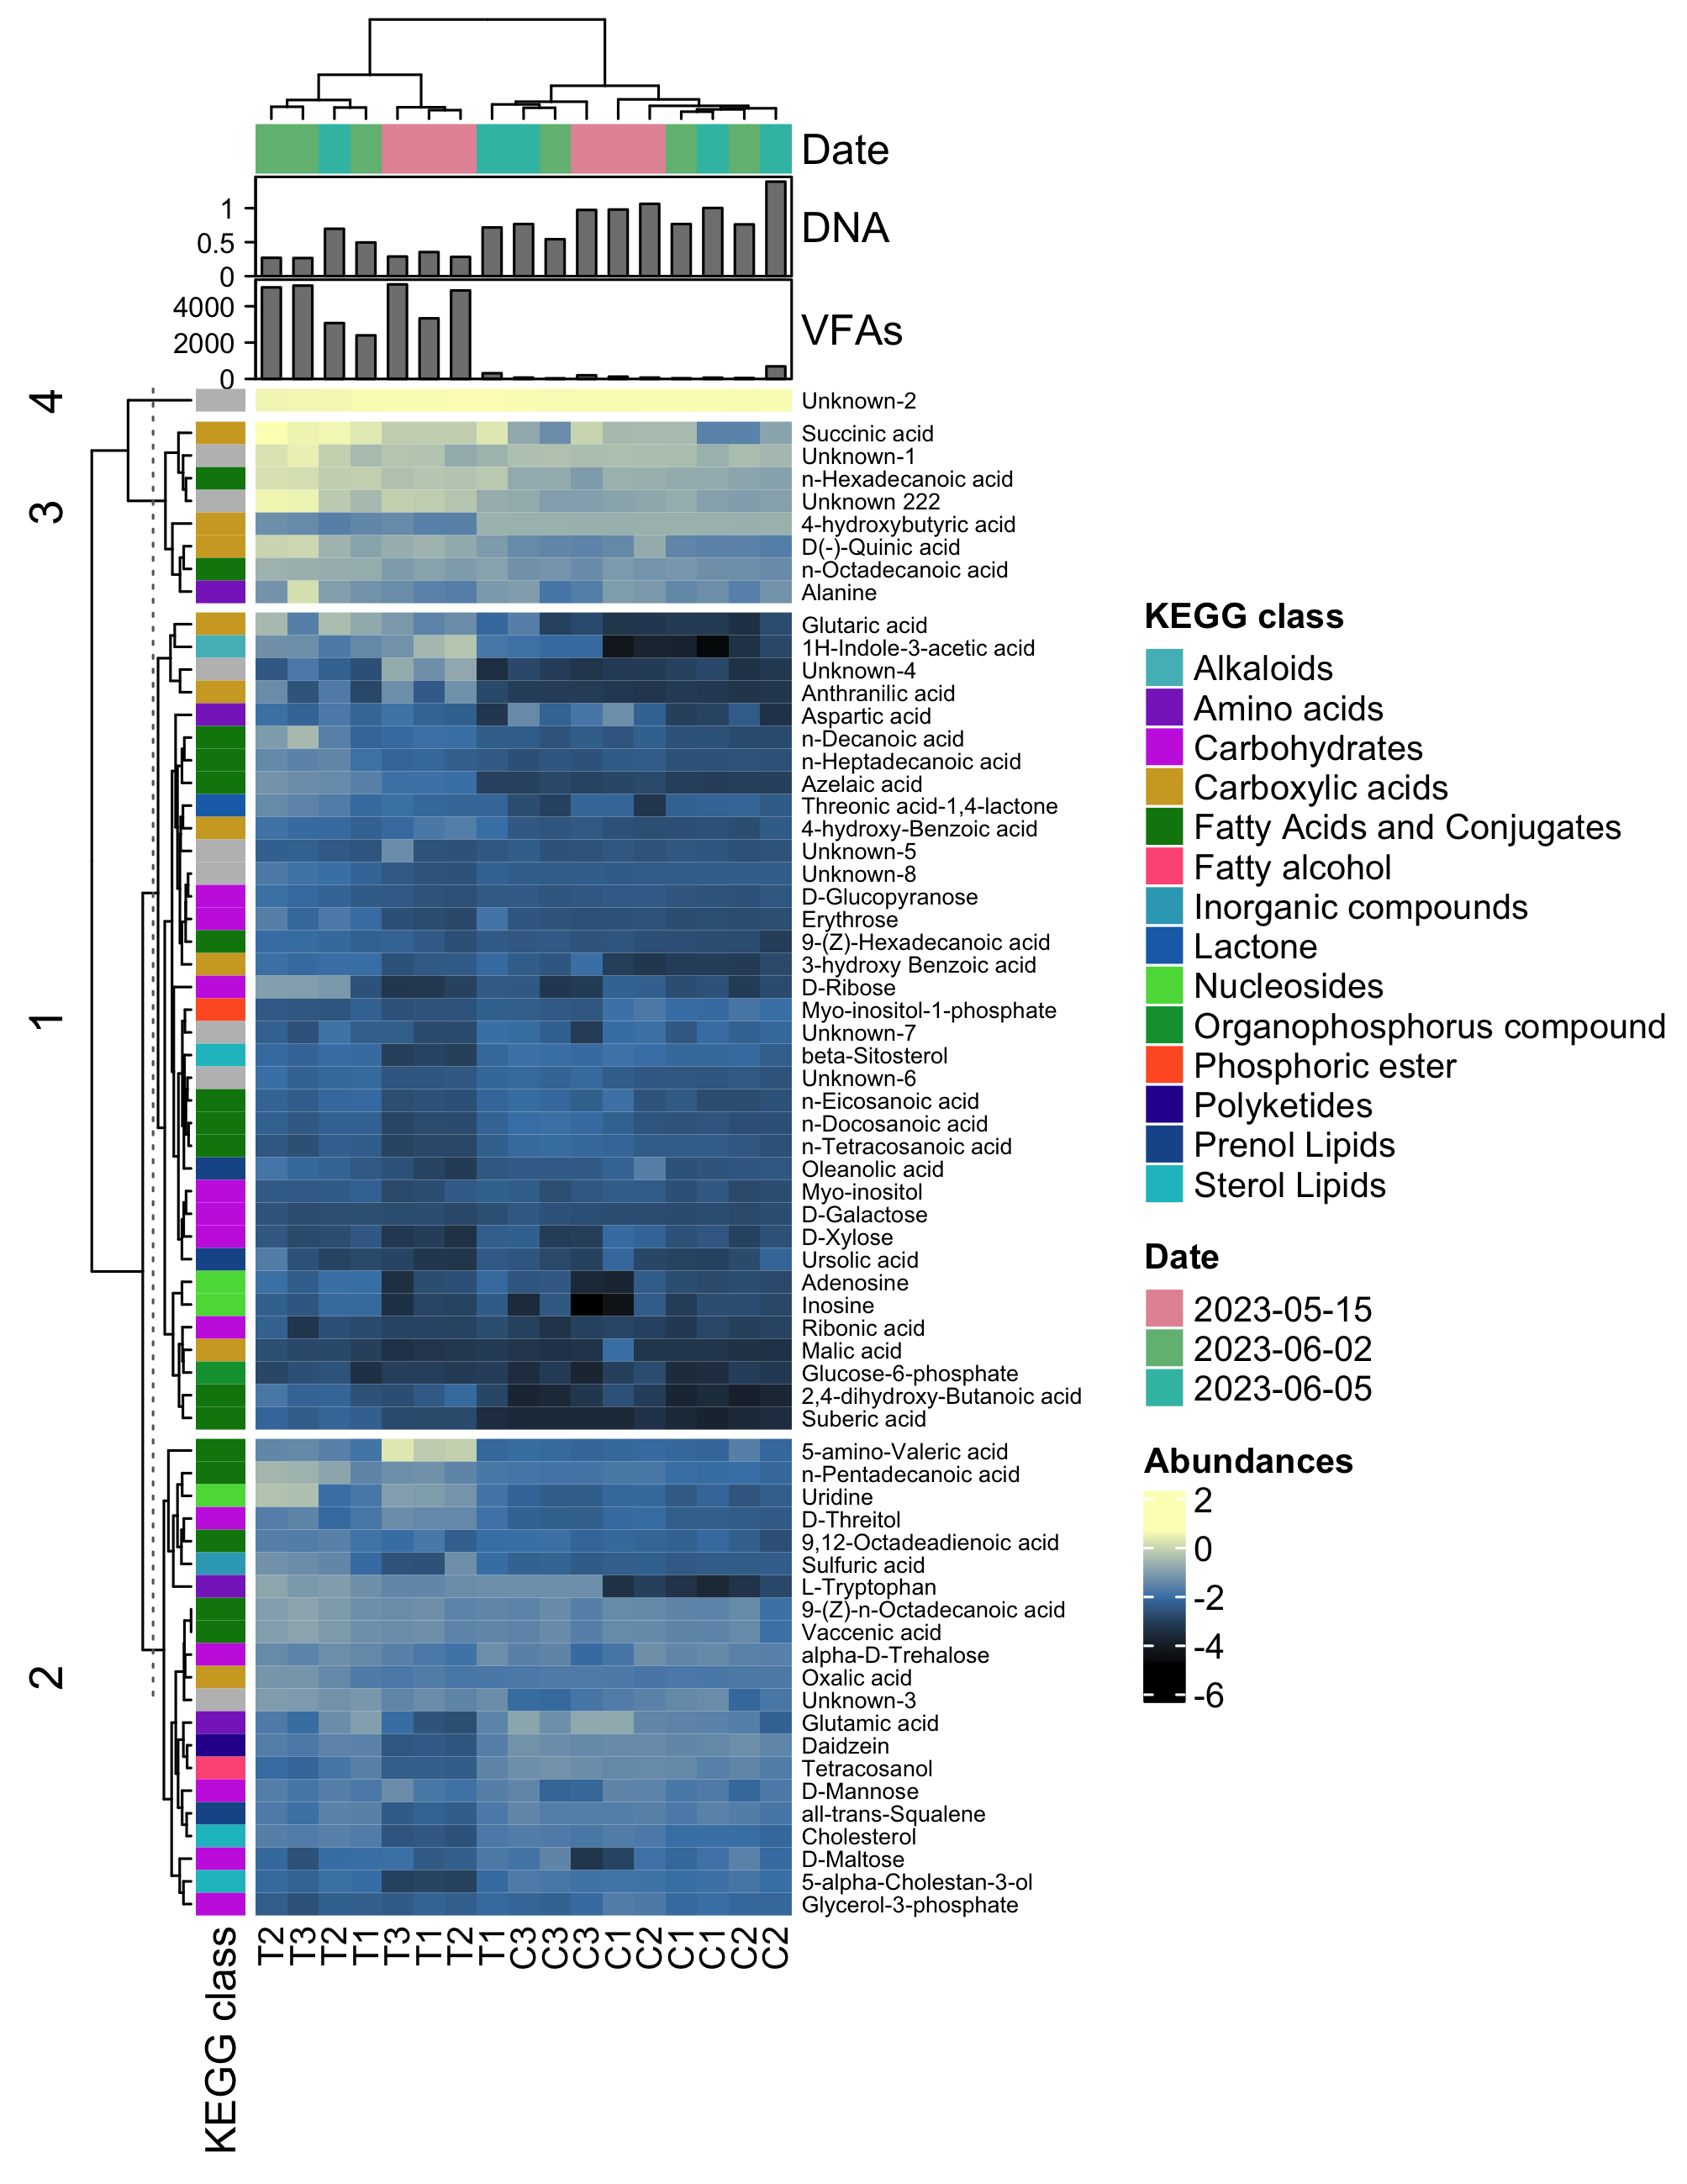 Date
1
0.5
0
DNA
4000
2000
0
VFAs
4
Unknown-2
3
Succinic acid
Unknown-1
n-Hexadecanoic acid
Unknown 222
4-hydroxybutyric acid
D(-)-Quinic acid
n-Octadecanoic acid
Alanine
1
Glutaric acid
1H-Indole-3-acetic acid
Unknown-4
Anthranilic acid
Aspartic acid
n-Decanoic acid
n-Heptadecanoic acid
Azelaic acid
Threonic acid-1,4-lactone
4-hydroxy-Benzoic acid
Unknown-5
Unknown-8
D-Glucopyranose
Erythrose
9-(Z)-Hexadecanoic acid
3-hydroxy Benzoic acid
D-Ribose
Myo-inositol-1-phosphate
Unknown-7
beta-Sitosterol
Unknown-6
n-Eicosanoic acid
n-Docosanoic acid
n-Tetracosanoic acid
Oleanolic acid
Myo-inositol
D-Galactose
D-Xylose
Ursolic acid
Adenosine
Inosine
Ribonic acid
Malic acid
Glucose-6-phosphate
2,4-dihydroxy-Butanoic acid
Suberic acid
2
5-amino-Valeric acid
n-Pentadecanoic acid
Uridine
D-Threitol
9,12-Octadeadienoic acid
Sulfuric acid
L-Tryptophan
9-(Z)-n-Octadecanoic acid
Vaccenic acid
alpha-D-Trehalose
Oxalic acid
Unknown-3
Glutamic acid
Daidzein
Tetracosanol
D-Mannose
all-trans-Squalene
Cholesterol
D-Maltose
5-alpha-Cholestan-3-ol
Glycerol-3-phosphate
KEGG class
T2
T3
T2
T1
T3
T1
T2
T1
C3
C3
C3
C1
C2
C1
C1
C2
C2
KEGG class
Alkaloids
Amino acids
Carbohydrates
Carboxylic acids
Fatty Acids and Conjugates
Fatty alcohol
Inorganic compounds
Lactone
Nucleosides
Organophosphorus compound
Phosphoric ester
Polyketides
Prenol Lipids
Sterol Lipids
Date
2023-05-15
2023-06-02
2023-06-05
Abundances
2
0
-2
-4
-6